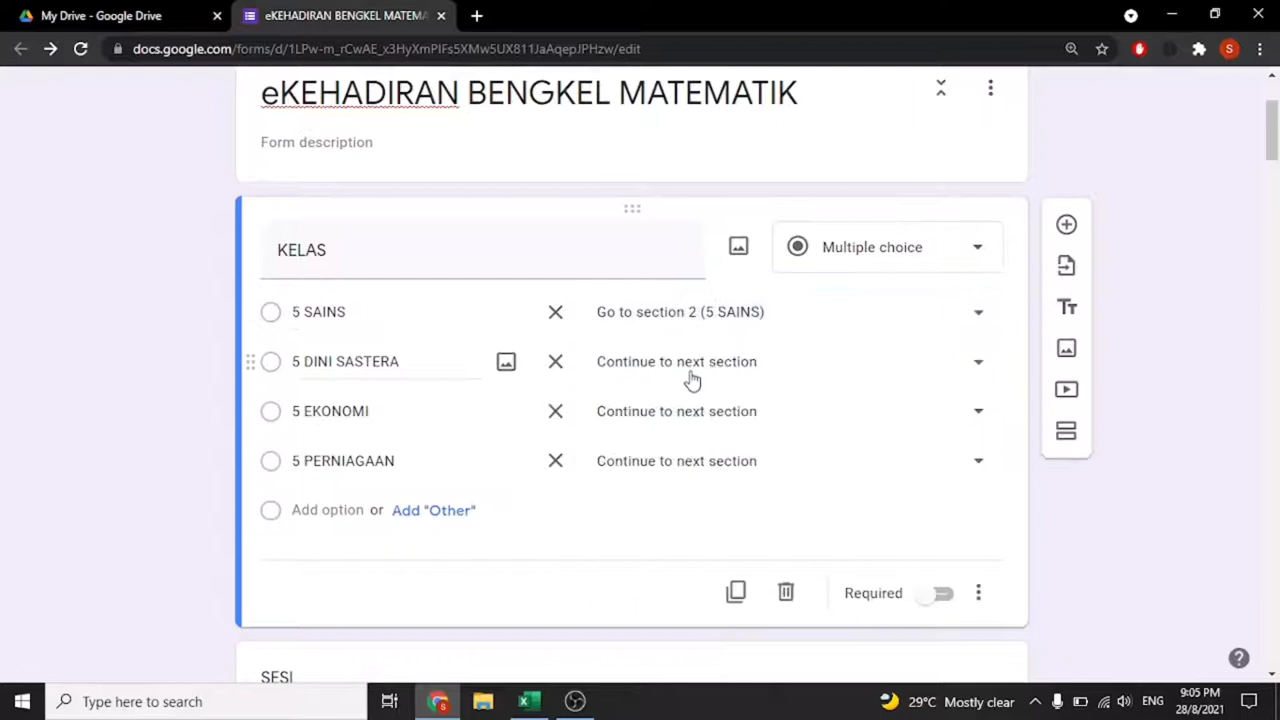 My Drive - Google Drive
eKEHADIRAN BENGKEL MATEMA
docs.google.com/forms/d/1LPw-m_rCwAE_x3HyXmPIFs5XMw5UX811JaAqepJPHzw/edit
S
eKEHADIRAN BENGKEL MATEMATIK
Form description
KELAS
Multiple choice
5 SAINS
Go to section 2 (5 SAINS)
5 DINI SASTERA
Continue to next section
5 EKONOMI
Continue to next section
5 PERNIAGAAN
Continue to next section
Add option or Add "Other"
Required
SESI
Type here to search
29°C Mostly clear
ENG
9:05 PM
28/8/2021